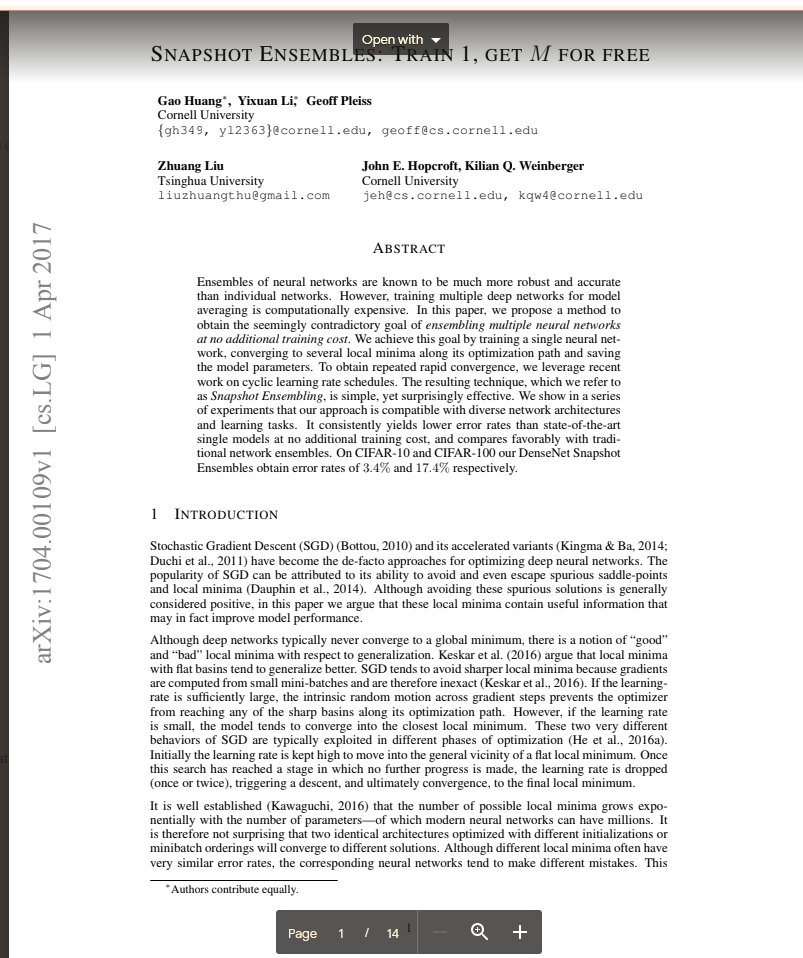 Open with
SNAPSHOT ENSEMBLES: TRAIN 1, GET M FOR FREE
Gao Huang*, Yixuan Li*, Geoff Pleiss
Cornell University
{gh349, yl2363}@cornell.edu, geoff@cs.cornell.edu
Zhuang Liu
Tsinghua University
liuzhuangthu@gmail.com
John E. Hopcroft, Kilian Q. Weinberger
Cornell University
jeh@cs.cornell.edu, kqw4@cornell.edu
arXiv:1704.00109v1 [cs.LG] 1 Apr 2017
ABSTRACT
Ensembles of neural networks are known to be much more robust and accurate
than individual networks. However, training multiple deep networks for model
averaging is computationally expensive. In this paper, we propose a method to
obtain the seemingly contradictory goal of ensembling multiple neural networks
at no additional training cost. We achieve this goal by training a single neural net-
work, converging to several local minima along its optimization path and saving
the model parameters. To obtain repeated rapid convergence, we leverage recent
work on cyclic learning rate schedules. The resulting technique, which we refer to
as Snapshot Ensembling, is simple, yet surprisingly effective. We show in a series
of experiments that our approach is compatible with diverse network architectures
and learning tasks. It consistently yields lower error rates than state-of-the-art
single models at no additional training cost, and compares favorably with tradi-
tional network ensembles. On CIFAR-10 and CIFAR-100 our DenseNet Snapshot
Ensembles obtain error rates of 3.4% and 17.4% respectively.
1 INTRODUCTION
Stochastic Gradient Descent (SGD) (Bottou, 2010) and its accelerated variants (Kingma & Ba, 2014;
Duchi et al., 2011) have become the de-facto approaches for optimizing deep neural networks. The
popularity of SGD can be attributed to its ability to avoid and even escape spurious saddle-points
and local minima (Dauphin et al., 2014). Although avoiding these spurious solutions is generally
considered positive, in this paper we argue that these local minima contain useful information that
may in fact improve model performance.
Although deep networks typically never converge to a global minimum, there is a notion of “good”
and “bad” local minima with respect to generalization. Keskar et al. (2016) argue that local minima
with flat basins tend to generalize better. SGD tends to avoid sharper local minima because gradients
are computed from small mini-batches and are therefore inexact (Keskar et al., 2016). If the learning-
rate is sufficiently large, the intrinsic random motion across gradient steps prevents the optimizer
from reaching any of the sharp basins along its optimization path. However, if the learning rate
is small, the model tends to converge into the closest local minimum. These two very different
behaviors of SGD are typically exploited in different phases of optimization (He et al., 2016a).
Initially the learning rate is kept high to move into the general vicinity of a flat local minimum. Once
this search has reached a stage in which no further progress is made, the learning rate is dropped
(once or twice), triggering a descent, and ultimately convergence, to the final local minimum.
It is well established (Kawaguchi, 2016) that the number of possible local minima grows expo-
nentially with the number of parameters—of which modern neural networks can have millions. It
is therefore not surprising that two identical architectures optimized with different initializations or
minibatch orderings will converge to different solutions. Although different local minima often have
very similar error rates, the corresponding neural networks tend to make different mistakes. This
*Authors contribute equally.
1
Page 1 / 14